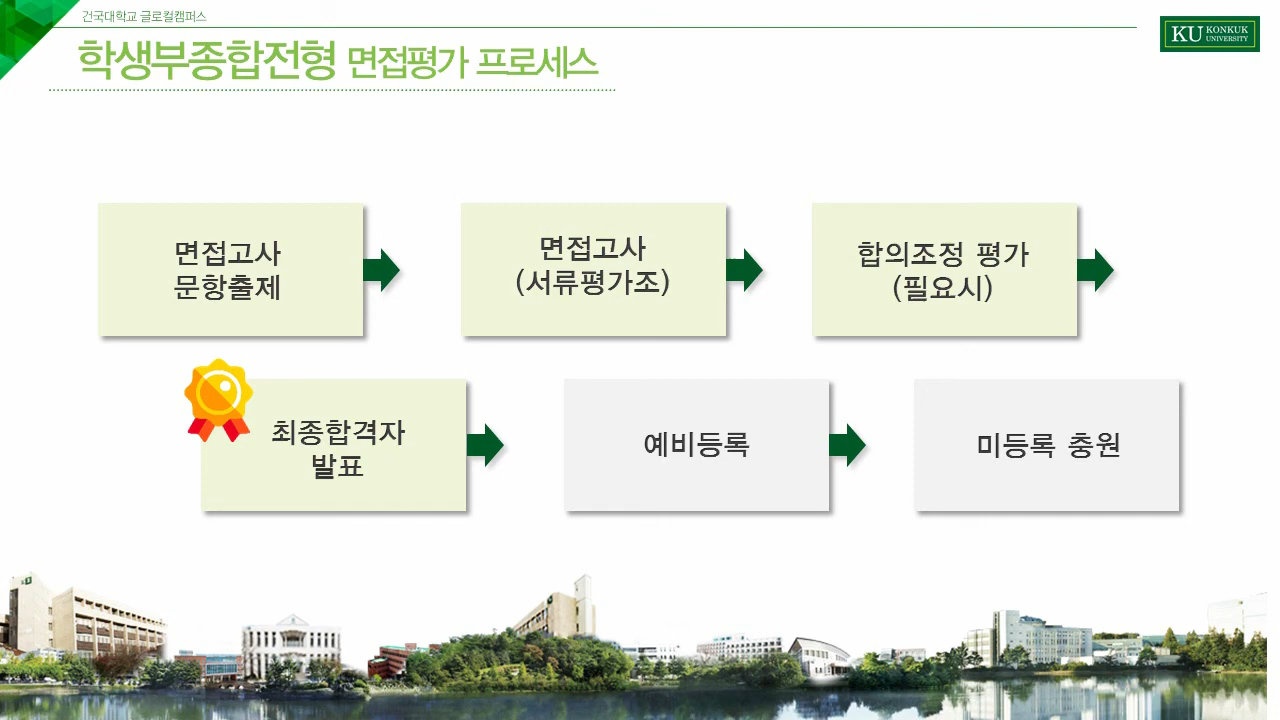 건국대학교 글로컬캠퍼스
KU KONKUK
UNIVERSITY
학생부종합전형 면접평가 프로세스
면접고사
문항출제
면접고사
(서류평가조)
합의조정 평가
(필요시)
최종합격자
발표
예비등록
미등록 충원